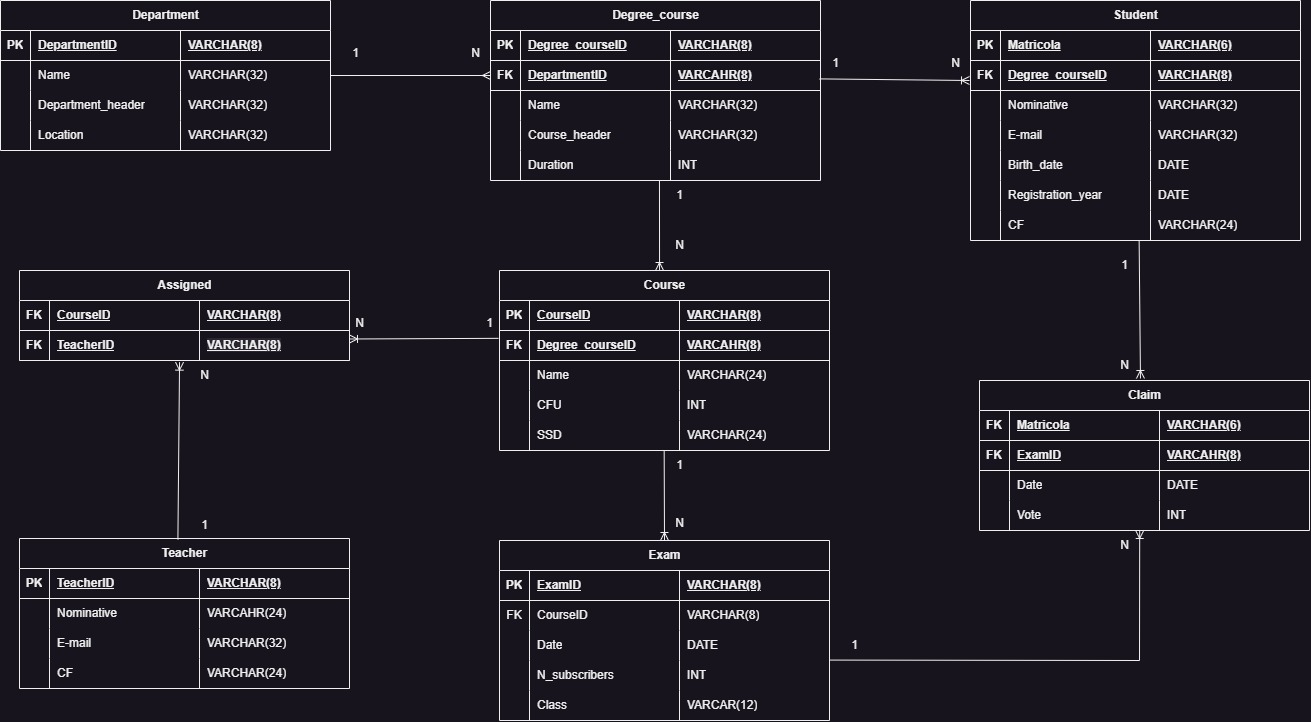 Department
PK DepartmentID VARCHAR(8)
Name VARCHAR(32)
Department_header VARCHAR(32)
Location VARCHAR(32)
1
N
Degree_course
PK Degree_courseID VARCHAR(8)
FK DepartmentID VARCAHR(8)
Name VARCHAR(32)
Course_header VARCHAR(32)
Duration INT
1
N
Student
PK Matricola VARCHAR(6)
FK Degree_courseID VARCHAR(8)
Nominative VARCHAR(32)
E-mail VARCHAR(32)
Birth_date DATE
Registration_year DATE
CF VARCHAR(24)
1
N
1
N
Assigned
FK CourseID VARCHAR(8)
FK TeacherID VARCHAR(8)
N
1
Course
PK CourseID VARCHAR(8)
FK Degree_courseID VARCAHR(8)
Name VARCHAR(24)
CFU INT
SSD VARCHAR(24)
Claim
FK Matricola VARCHAR(6)
FK ExamID VARCAHR(8)
Date DATE
Vote INT
N
1
1
N
N
1
Teacher
PK TeacherID VARCHAR(8)
Nominative VARCAHR(24)
E-mail VARCHAR(32)
CF VARCHAR(24)
Exam
PK ExamID VARCHAR(8)
FK CourseID VARCHAR(8)
Date DATE
N_subscribers INT
Class VARCAR(12)